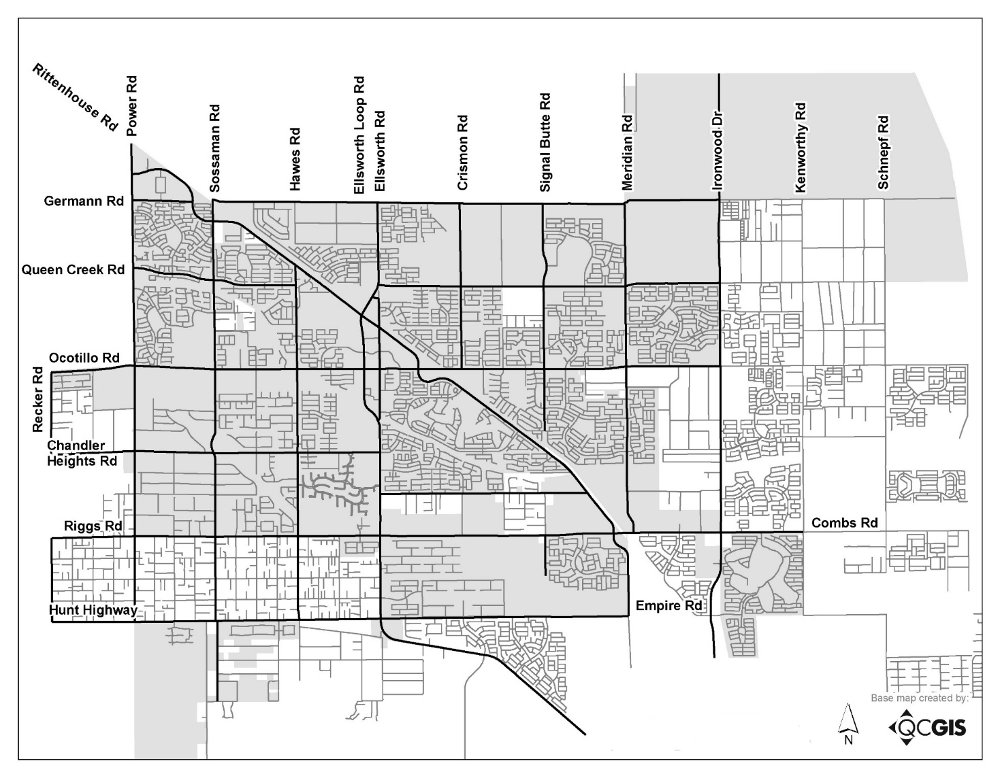 Rittenhouse Rd
Power Rd
Sossaman Rd
Hawes Rd
Ellsworth Loop Rd
Ellsworth Rd
Crismon Rd
Signal Butte Rd
Meridian Rd
Ironwood Dr
Kenworthy Rd
Schnepf Rd
Germann Rd
Queen Creek Rd
Ocotillo Rd
Recker Rd
Chandler
Heights Rd
Riggs Rd
Combs Rd
Hunt Highway
Empire Rd
Base map created by:
N
QCGIS